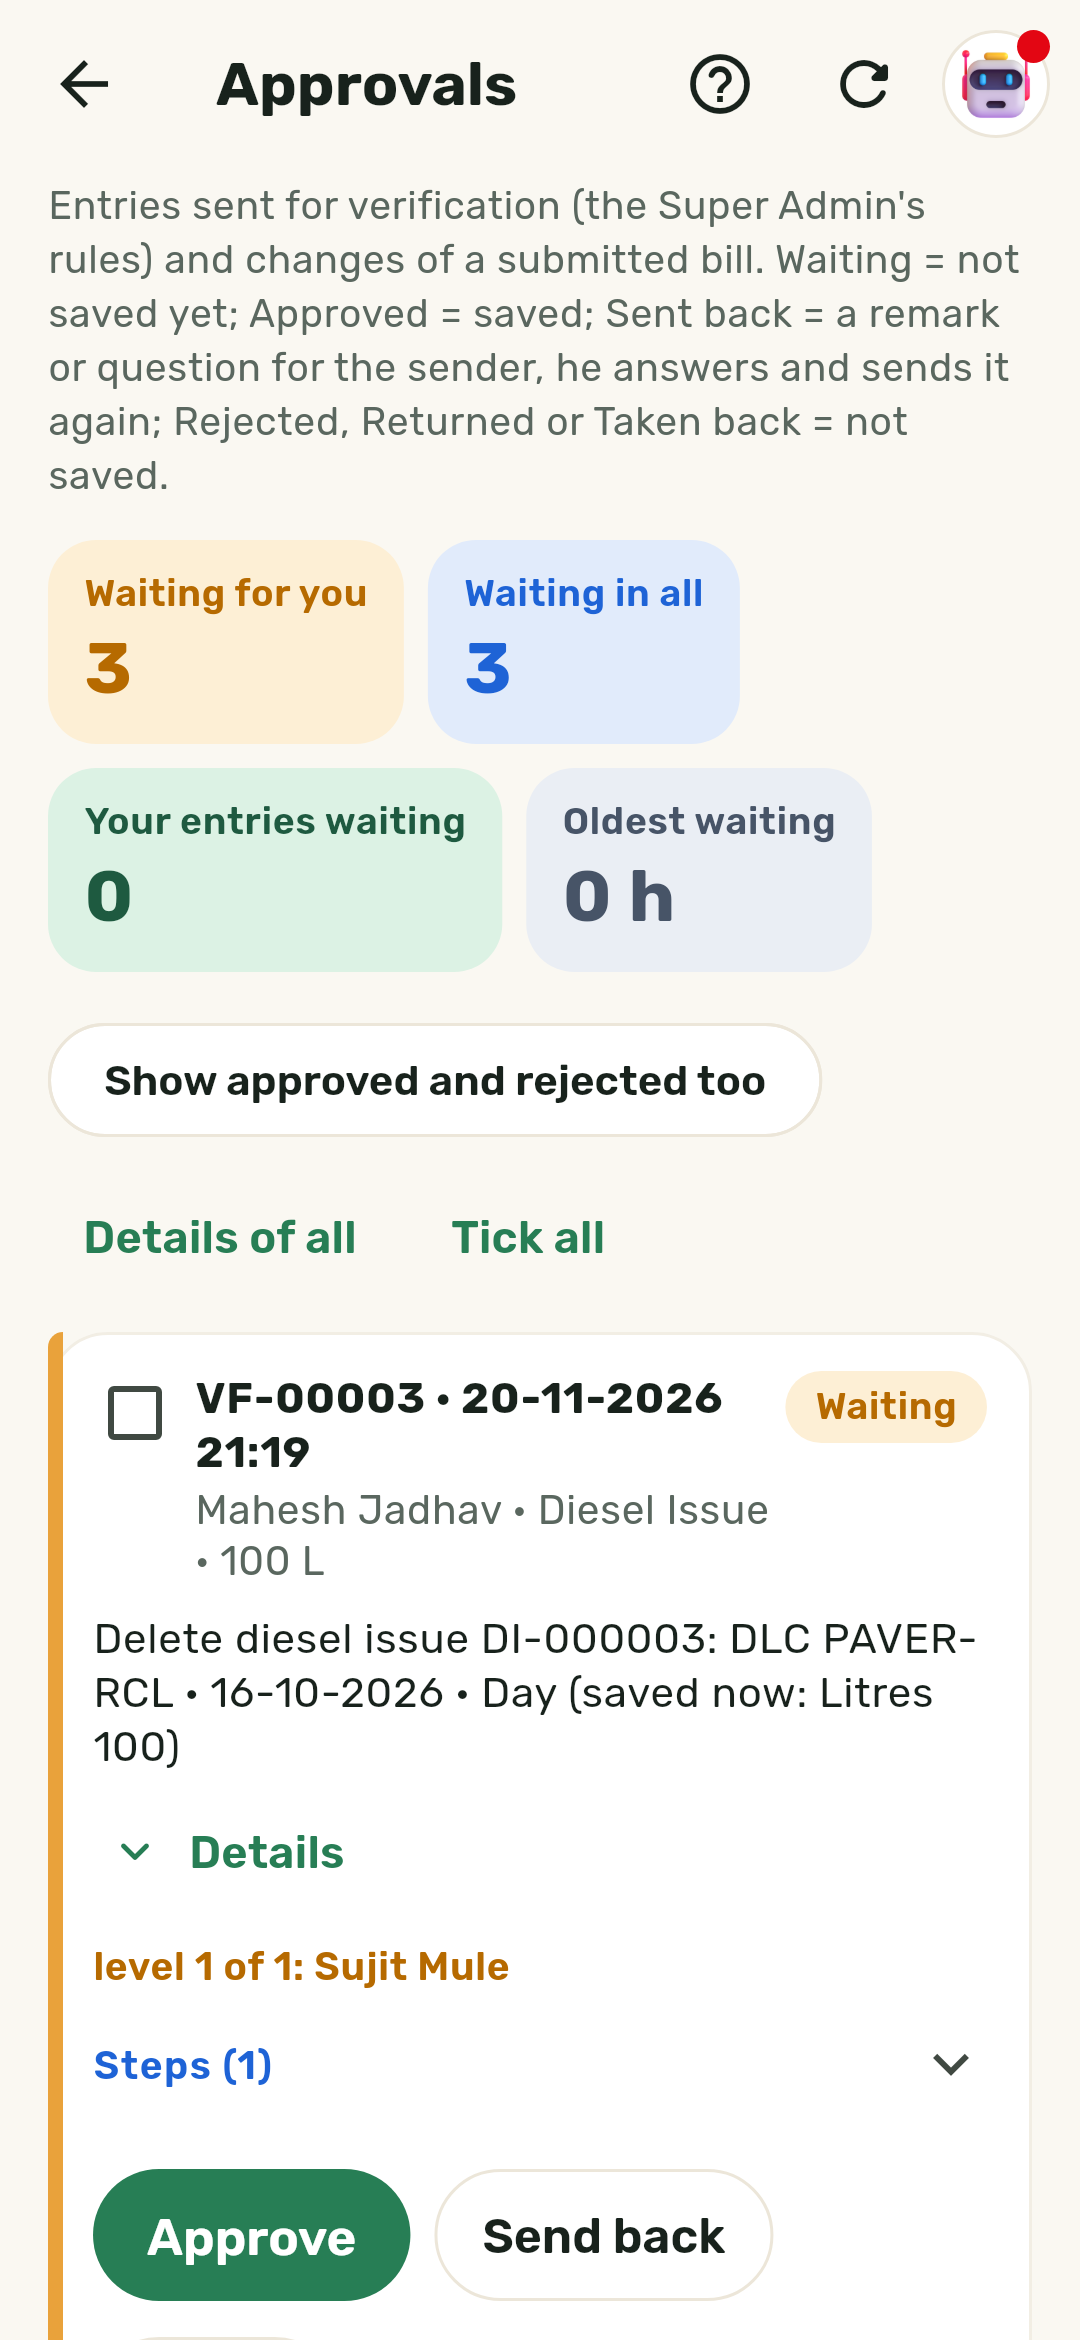 Approvals
Entries sent for verification (the Super Admin's
rules) and changes of a submitted bill. Waiting = not
saved yet; Approved = saved; Sent back = a remark
or question for the sender, he answers and sends it
again; Rejected, Returned or Taken back = not
saved.
Waiting for you
3
Waiting in all
3
Your entries waiting
0
Oldest waiting
0 h
Show approved and rejected too
Details of all
Tick all
VF-00003 • 20-11-2026
21:19
Waiting
Mahesh Jadhav • Diesel Issue
• 100 L
Delete diesel issue DI-000003: DLC PAVER-
RCL • 16-10-2026 • Day (saved now: Litres
100)
Details
level 1 of 1: Sujit Mule
Steps (1)
Approve
Send back